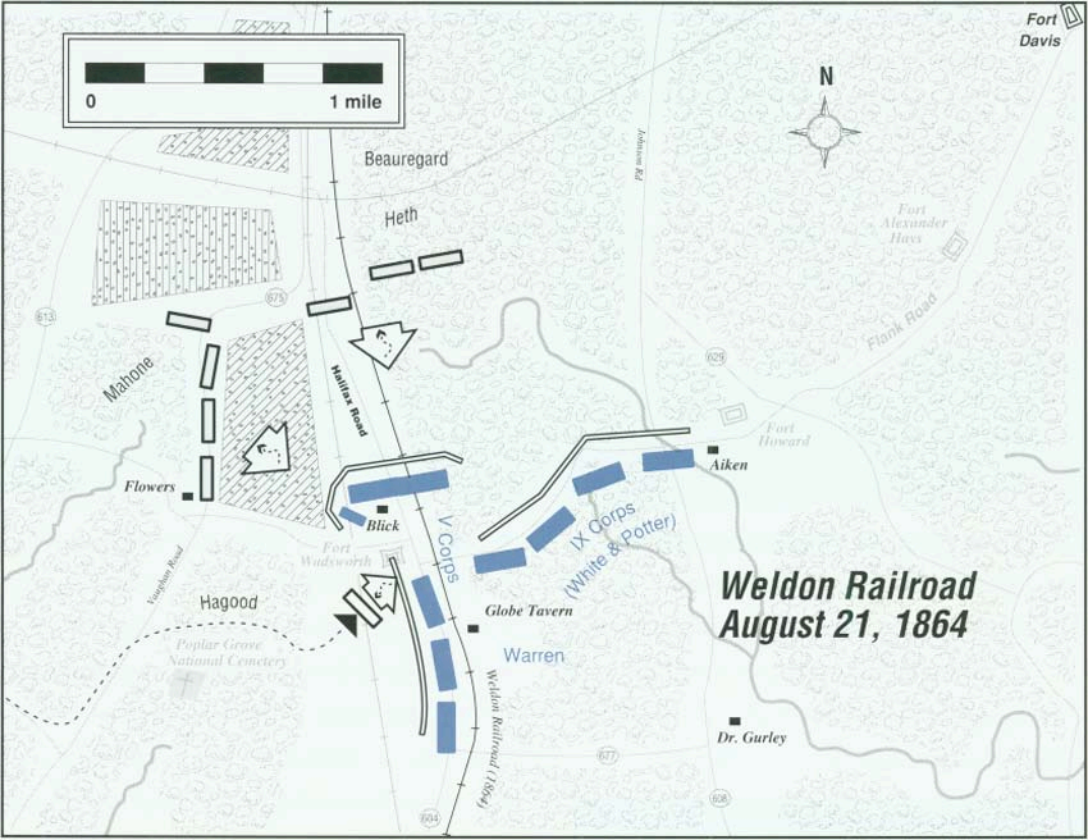 Fort
Davis
0 1 mile
N
Beauregard
Johnson Rd
Heth
Fort
Alexander
Hays
675
613
Flank Road
629
Mahone
Halifax Road
Fort
Howard
Aiken
Flowers
Blick
V Corps
IX Corps
(White & Potter)
Fort
Wadsworth
Vaughan Road
Weldon Railroad
August 21, 1864
Hagood
Globe Tavern
Poplar Grove
National Cemetery
Warren
Weldon Railroad (1864)
Dr. Gurley
677
608
604